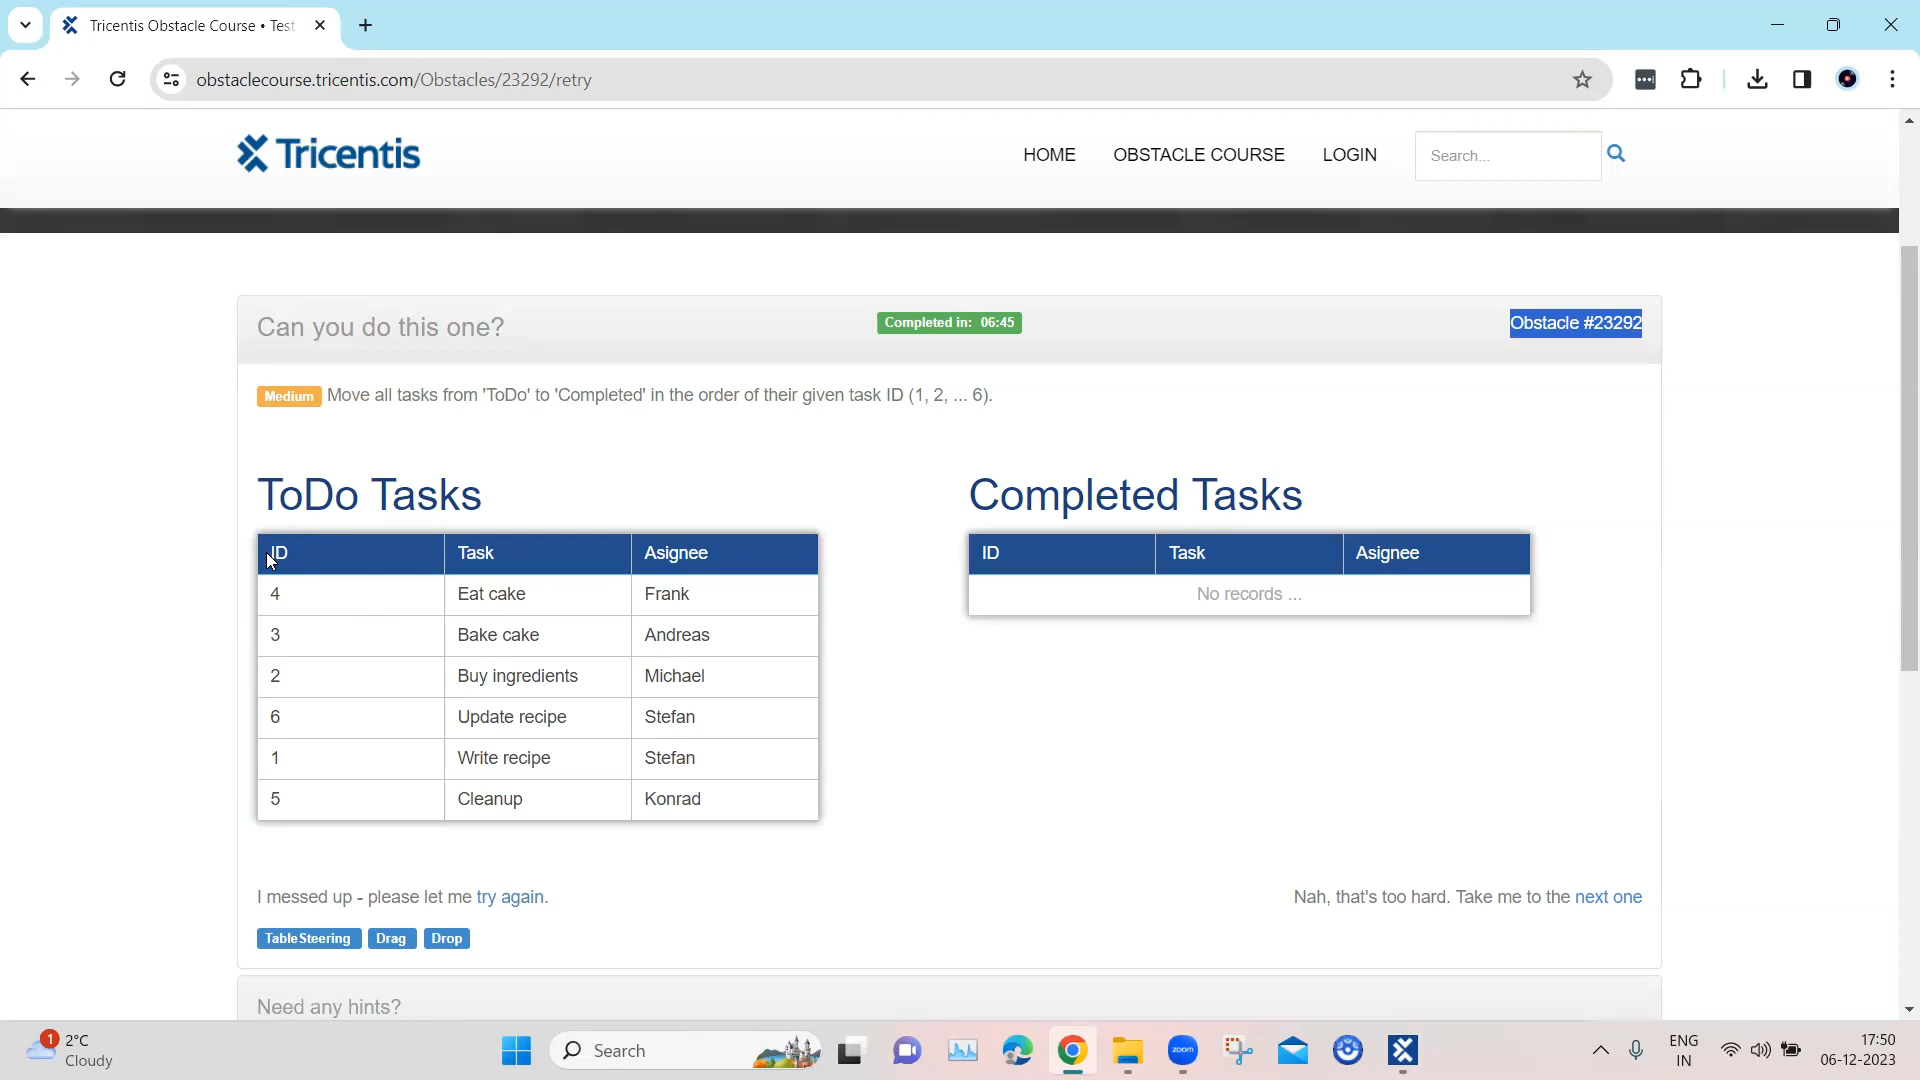 Tricentis Obstacle Course • Test
obstaclecourse.tricentis.com/Obstacles/23292/retry
Tricentis
HOME OBSTACLE COURSE LOGIN Search...
Can you do this one? Completed in: 06:45 Obstacle #23292
Medium Move all tasks from 'ToDo' to 'Completed' in the order of their given task ID (1, 2, ... 6).
ToDo Tasks
ID Task Asignee
4 Eat cake Frank
3 Bake cake Andreas
2 Buy ingredients Michael
6 Update recipe Stefan
1 Write recipe Stefan
5 Cleanup Konrad
Completed Tasks
ID Task Asignee
No records ...
I messed up - please let me try again. Nah, that's too hard. Take me to the next one
TableSteering Drag Drop
Need any hints?
1 2°C
Cloudy
Search
zoom
ENG
IN
17:50
06-12-2023